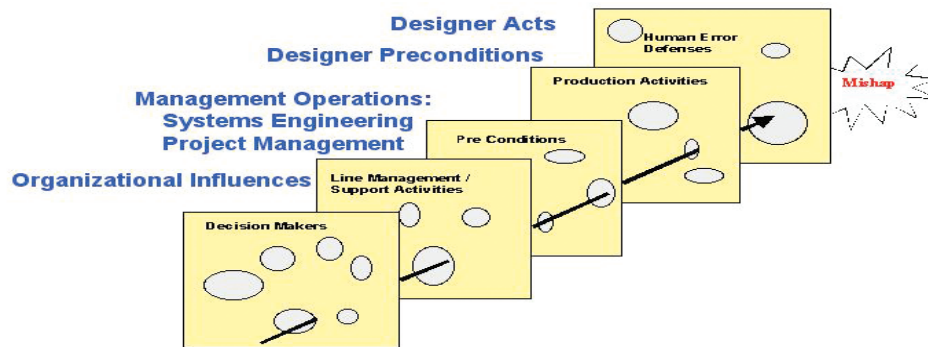 Designer Acts
Designer Preconditions
Management Operations:
Systems Engineering
Project Management
Organizational Influences
Human Error
Defenses
Mishap
Production Activities
Pre Conditions
Line Management /
Support Activities
Decision Makers